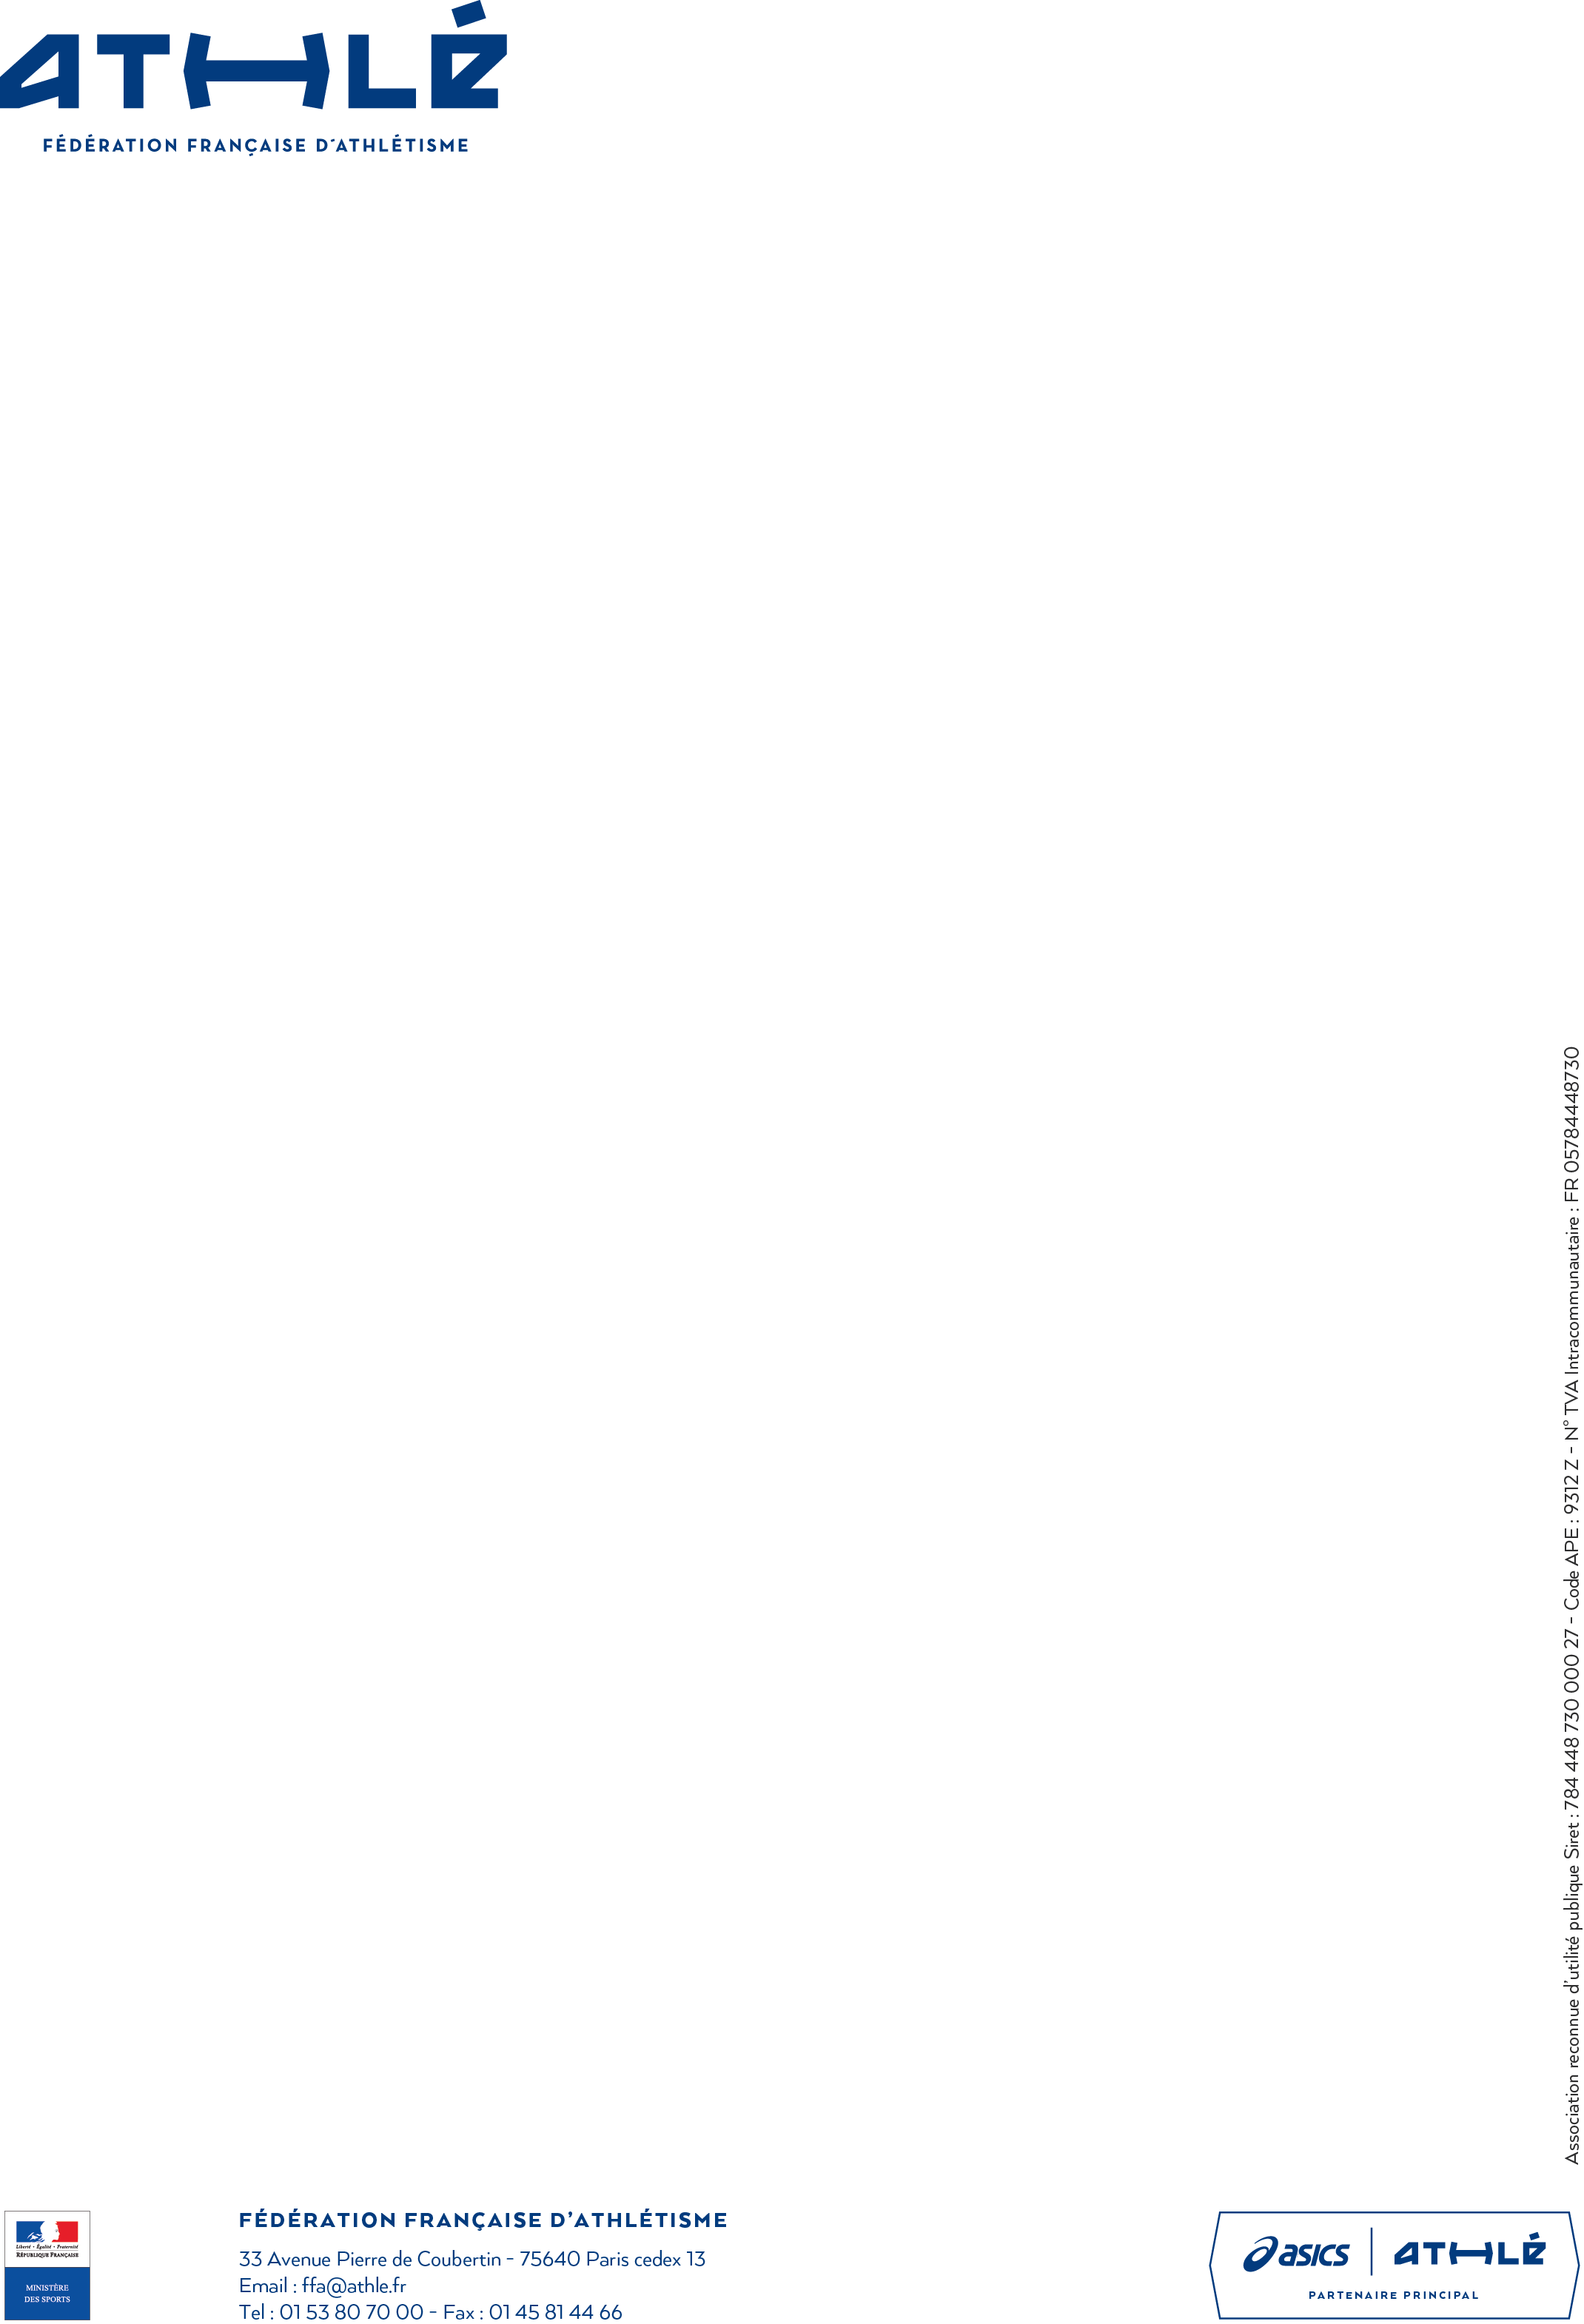 ATHLÉ
FÉDÉRATION FRANÇAISE D'ATHLÉTISME
Association reconnue d'utilité publique Siret : 784 448 730 000 27 - Code APE : 9312 Z - N° TVA Intracommunautaire : FR 05784448730
Liberté • Égalité • Fraternité
RÉPUBLIQUE FRANÇAISE
MINISTÈRE
DES SPORTS
FÉDÉRATION FRANÇAISE D'ATHLÉTISME
33 Avenue Pierre de Coubertin - 75640 Paris cedex 13
Email : ffa@athle.fr
Tel : 01 53 80 70 00 - Fax : 01 45 81 44 66
asics ATHLÉ
PARTENAIRE PRINCIPAL